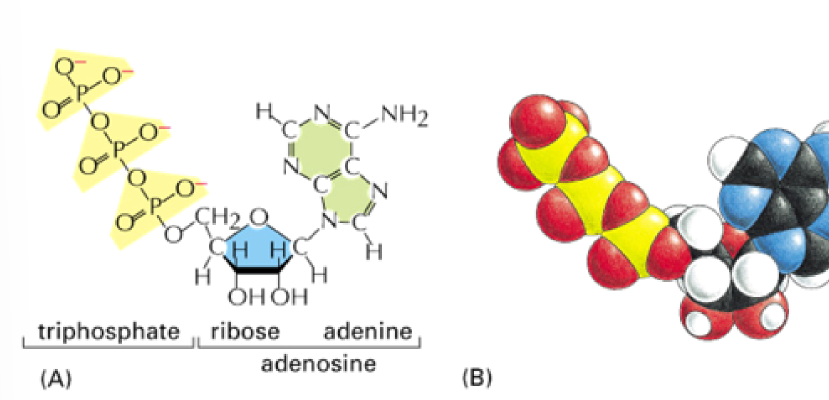 O⁻
O⁻
P
O
O
O⁻
P
O
O
O⁻
P
O
O
CH₂
O
C
H
H
H
C
H
OH
OH
H
C
N
C
NH₂
N
C
C
N
N
C
H
triphosphate
ribose
adenine
adenosine
(A)
(B)